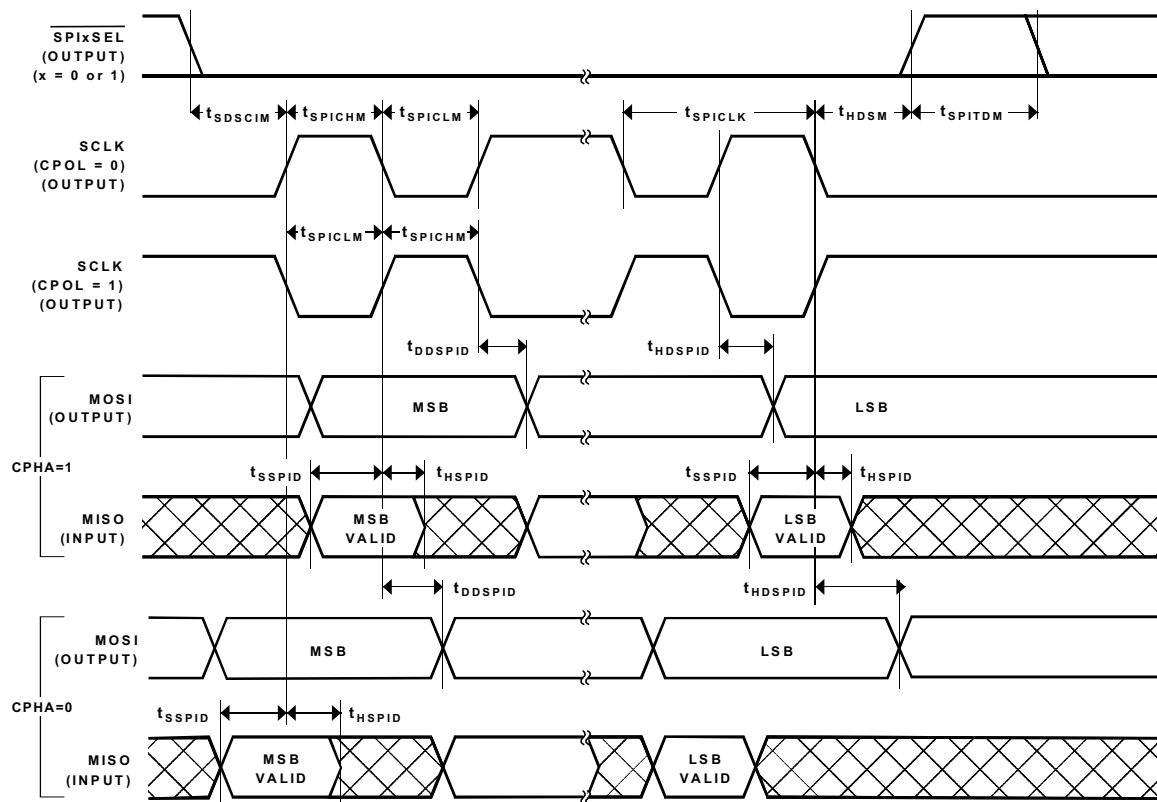 SPIxSEL
(OUTPUT)
(x = 0 or 1)
tSDSCIM
tSPICHM
tSPICLM
tSPICLK
tHDSM
tSPITDM
SCLK
(CPOL = 0)
(OUTPUT)
tSPICLM
tSPICHM
SCLK
(CPOL = 1)
(OUTPUT)
tDDSPID
tHDSPID
CPHA=1
MOSI
(OUTPUT)
MSB
LSB
tSSPID
tHSPID
tSSPID
tHSPID
MISO
(INPUT)
MSB
VALID
LSB
VALID
tDDSPID
tHDSPID
CPHA=0
MOSI
(OUTPUT)
MSB
LSB
tSSPID
tHSPID
MISO
(INPUT)
MSB
VALID
LSB
VALID